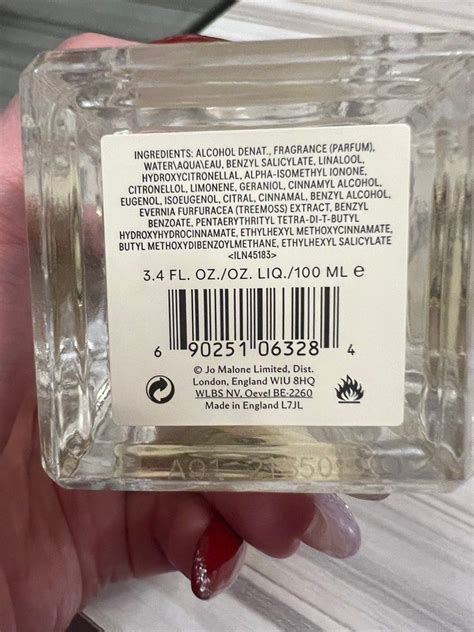 INGREDIENTS: ALCOHOL DENAT., FRAGRANCE (PARFUM),
WATER\AQUA\EAU, BENZYL SALICYLATE, LINALOOL,
HYDROXYCITRONELLAL, ALPHA-ISOMETHYL IONONE,
CITRONELLOL, LIMONENE, GERANIOL, CINNAMYL ALCOHOL,
EUGENOL, ISOEUGENOL, CITRAL, CINNAMAL, BENZYL ALCOHOL,
EVERNIA FURFURACEA (TREEMOSS) EXTRACT, BENZYL
BENZOATE, PENTAERYTHRITYL TETRA-DI-T-BUTYL
HYDROXYHYDROCINNAMATE, ETHYLHEXYL METHOXYCINNAMATE,
BUTYL METHOXYDIBENZOYLMETHANE, ETHYLHEXYL SALICYLATE
<ILN45183>
3.4 FL. OZ./OZ. LIQ./100 ML ℮
6 90251 06328 4
© Jo Malone Limited, Dist.
London, England W1U 8HQ
WLBS NV, Oevel BE-2260
Made in England L7JL